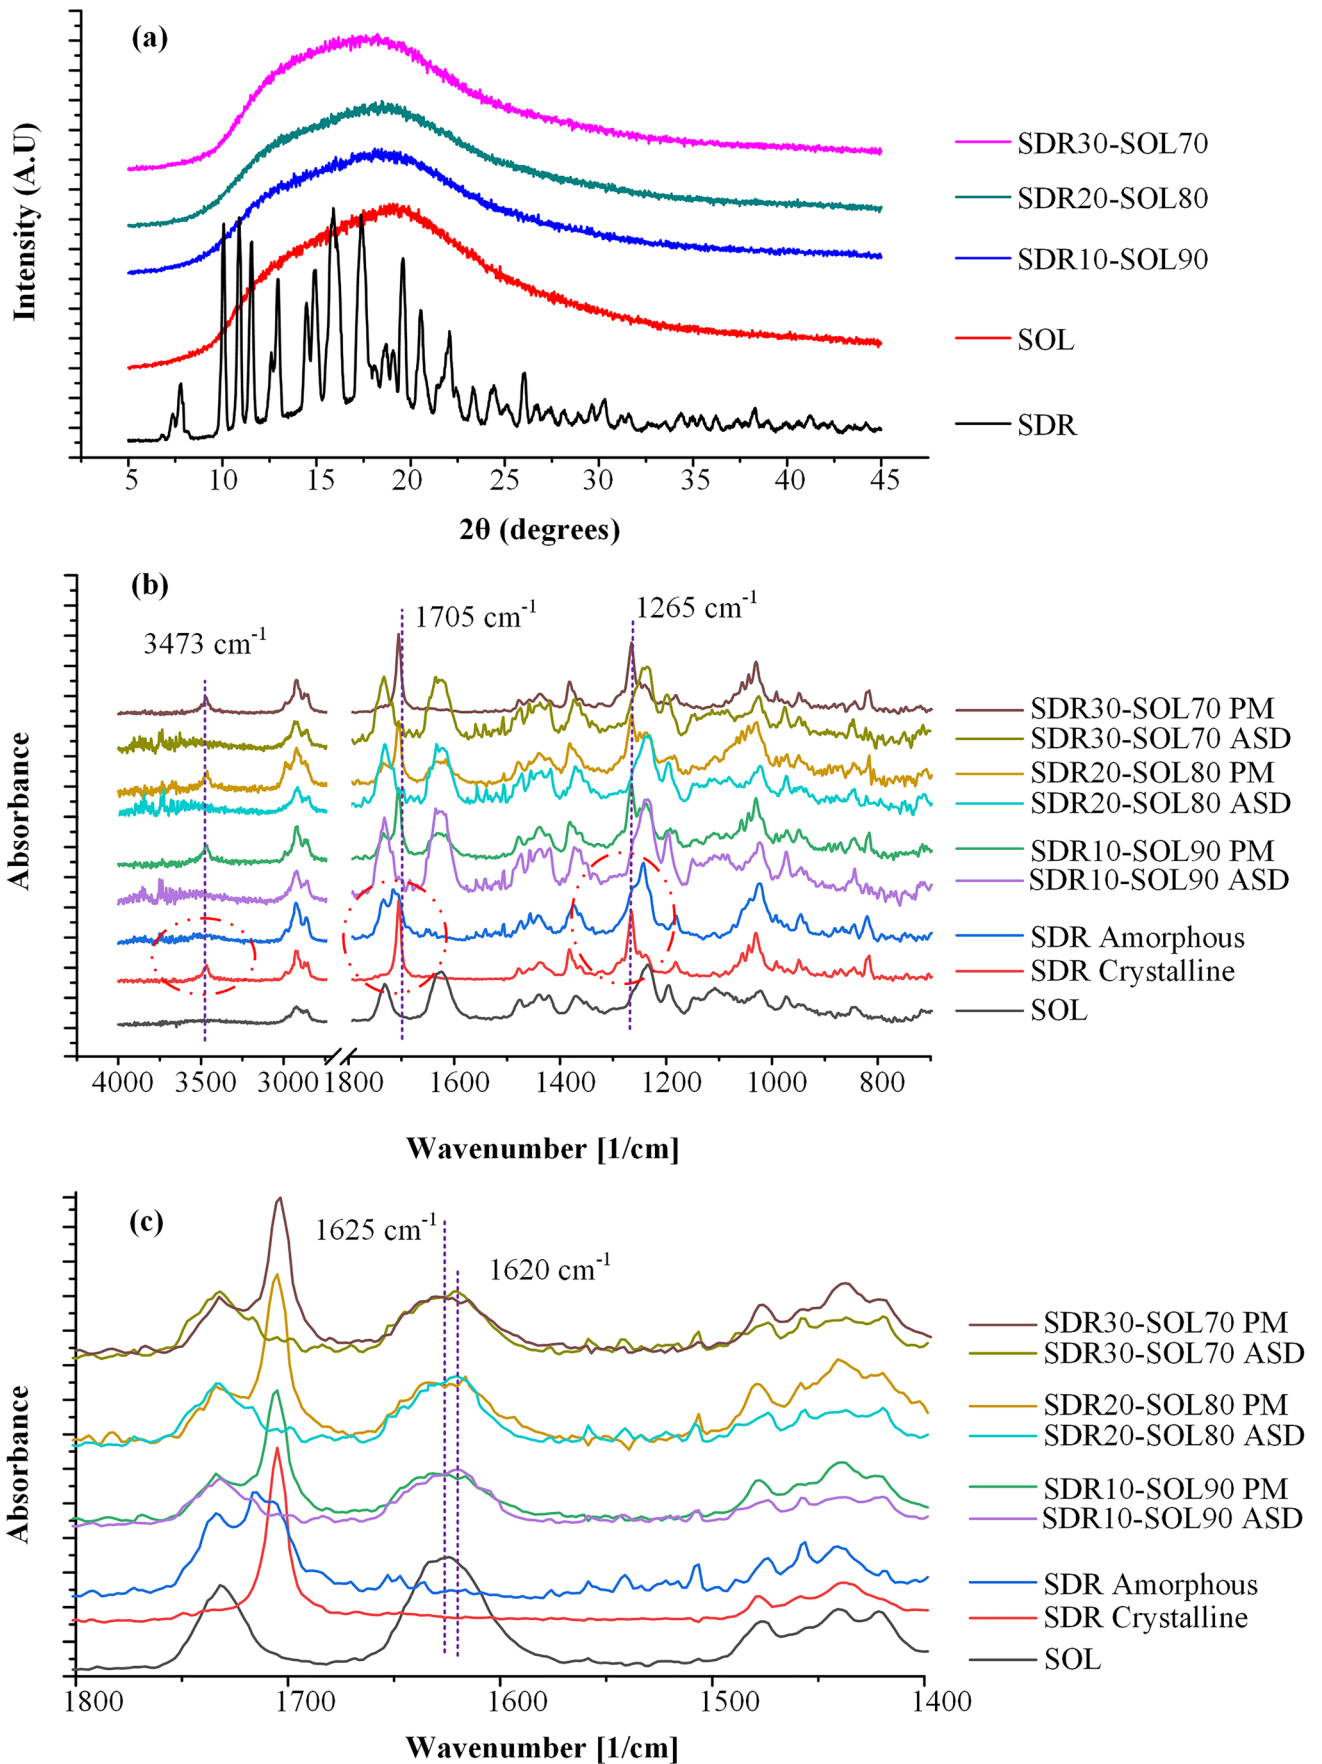 (a)
Intensity (A.U)
SDR30-SOL70
SDR20-SOL80
SDR10-SOL90
SOL
SDR
5 10 15 20 25 30 35 40 45
2θ (degrees)
(b)
3473 cm⁻¹
1705 cm⁻¹
1265 cm⁻¹
Absorbance
SDR30-SOL70 PM
SDR30-SOL70 ASD
SDR20-SOL80 PM
SDR20-SOL80 ASD
SDR10-SOL90 PM
SDR10-SOL90 ASD
SDR Amorphous
SDR Crystalline
SOL
4000 3500 3000 1800 1600 1400 1200 1000 800
Wavenumber [1/cm]
(c)
1625 cm⁻¹
1620 cm⁻¹
Absorbance
SDR30-SOL70 PM
SDR30-SOL70 ASD
SDR20-SOL80 PM
SDR20-SOL80 ASD
SDR10-SOL90 PM
SDR10-SOL90 ASD
SDR Amorphous
SDR Crystalline
SOL
1800 1700 1600 1500 1400
Wavenumber [1/cm]